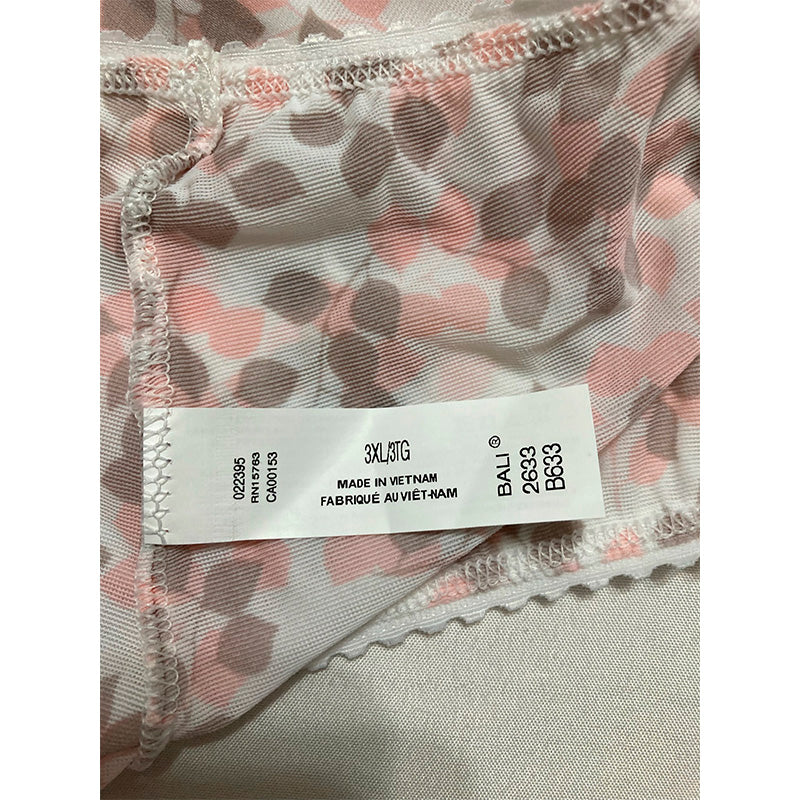 022395
RN15763
CA00153
3XL/3TG
MADE IN VIETNAM
FABRIQUÉ AU VIÊT-NAM
BALI®
2633
B633